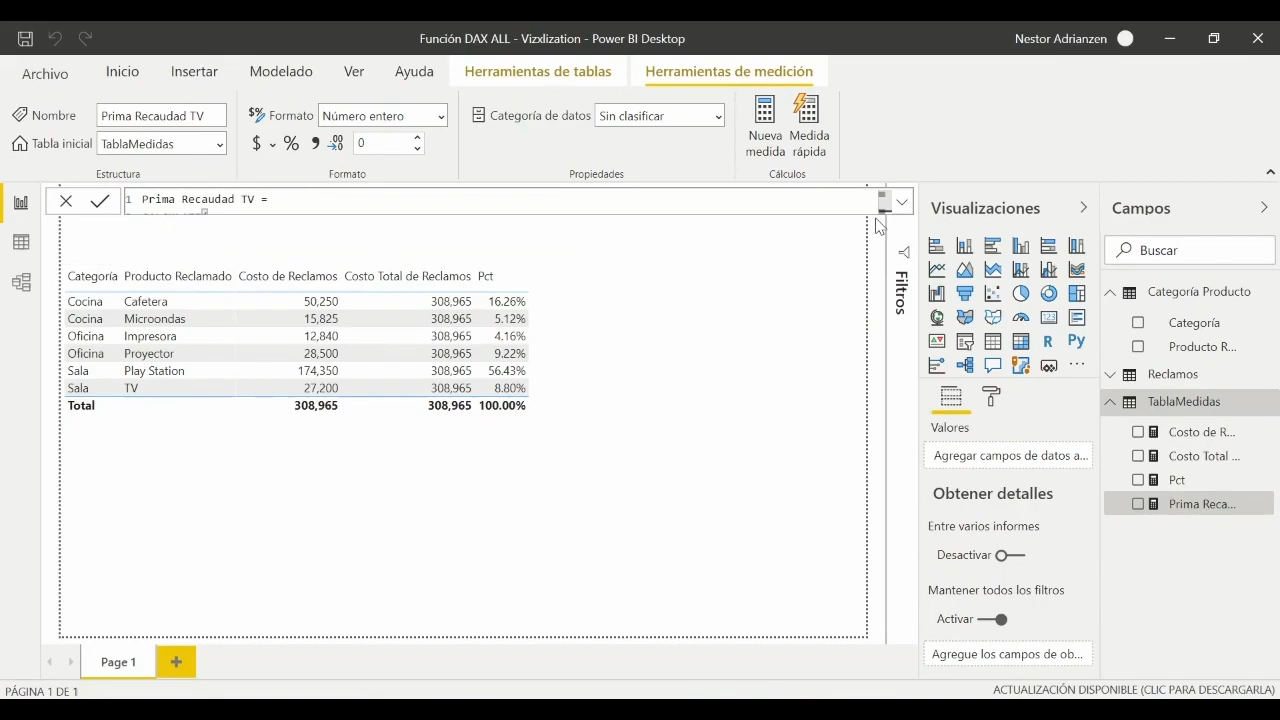 Función DAX ALL - Vizxlization - Power BI Desktop
Nestor Adrianzen
Archivo
Inicio
Insertar
Modelado
Ver
Ayuda
Herramientas de tablas
Herramientas de medición
Nombre
Prima Recaudad TV
Tabla inicial
TablaMedidas
Estructura
Formato
Número entero
$ % 0
Formato
Categoría de datos
Sin clasificar
Propiedades
Nueva medida
Medida rápida
Cálculos
1 Prima Recaudad TV =
Categoría Producto Reclamado Costo de Reclamos Costo Total de Reclamos Pct
Cocina Cafetera 50,250 308,965 16.26%
Cocina Microondas 15,825 308,965 5.12%
Oficina Impresora 12,840 308,965 4.16%
Oficina Proyector 28,500 308,965 9.22%
Sala Play Station 174,350 308,965 56.43%
Sala TV 27,200 308,965 8.80%
Total 308,965 308,965 100.00%
Filtros
Visualizaciones
R
Py
Valores
Agregar campos de datos a...
Obtener detalles
Entre varios informes
Desactivar
Mantener todos los filtros
Activar
Agregue los campos de ob...
Campos
Buscar
Categoría Producto
Categoría
Producto R...
Reclamos
TablaMedidas
Costo de R...
Costo Total ...
Pct
Prima Reca...
Page 1
PÁGINA 1 DE 1
ACTUALIZACIÓN DISPONIBLE (CLIC PARA DESCARGARLA)